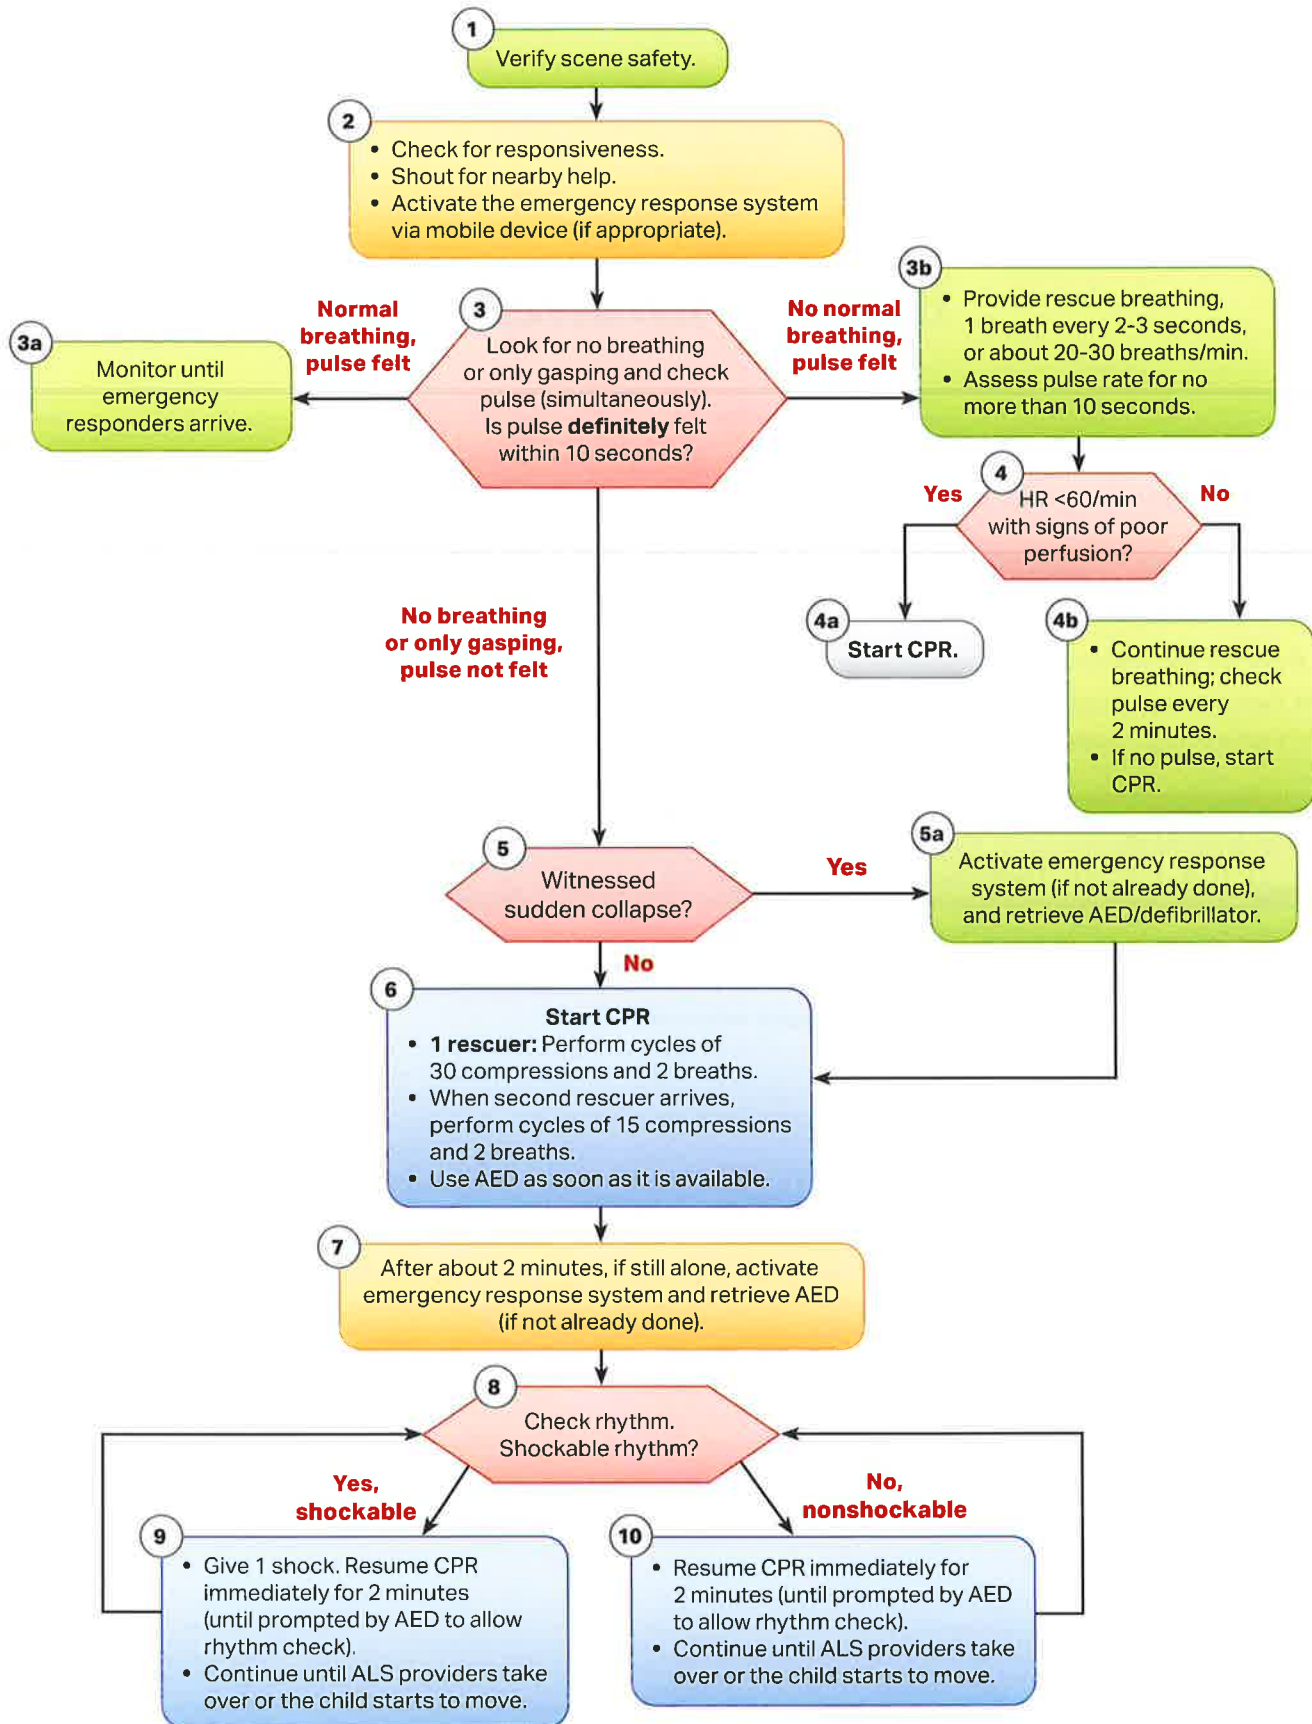 1
Verify scene safety.
2
• Check for responsiveness.
• Shout for nearby help.
• Activate the emergency response system
via mobile device (if appropriate).
3
Look for no breathing
or only gasping and check
pulse (simultaneously).
Is pulse definitely felt
within 10 seconds?
Normal
breathing,
pulse felt
3a
Monitor until
emergency
responders arrive.
No normal
breathing,
pulse felt
3b
• Provide rescue breathing,
1 breath every 2-3 seconds,
or about 20-30 breaths/min.
• Assess pulse rate for no
more than 10 seconds.
4
HR <60/min
with signs of poor
perfusion?
Yes
No
4a
Start CPR.
4b
• Continue rescue
breathing; check
pulse every
2 minutes.
• If no pulse, start
CPR.
No breathing
or only gasping,
pulse not felt
5
Witnessed
sudden collapse?
Yes
5a
Activate emergency response
system (if not already done),
and retrieve AED/defibrillator.
No
6
Start CPR
• 1 rescuer: Perform cycles of
30 compressions and 2 breaths.
• When second rescuer arrives,
perform cycles of 15 compressions
and 2 breaths.
• Use AED as soon as it is available.
7
After about 2 minutes, if still alone, activate
emergency response system and retrieve AED
(if not already done).
8
Check rhythm.
Shockable rhythm?
Yes,
shockable
No,
nonshockable
9
• Give 1 shock. Resume CPR
immediately for 2 minutes
(until prompted by AED to allow
rhythm check).
• Continue until ALS providers take
over or the child starts to move.
10
• Resume CPR immediately for
2 minutes (until prompted by AED
to allow rhythm check).
• Continue until ALS providers take
over or the child starts to move.